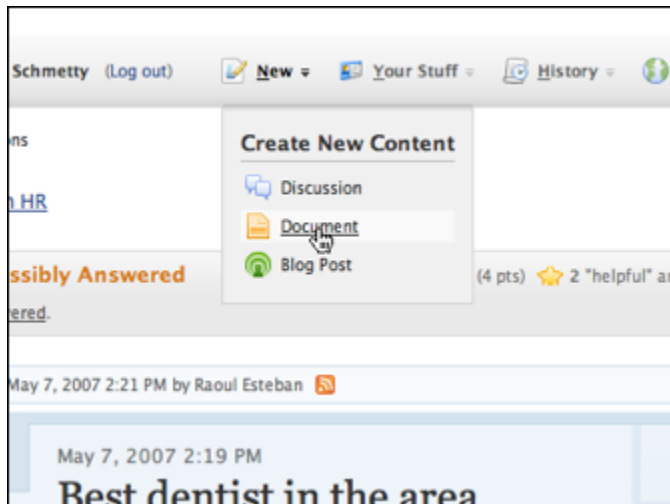 Schmetty (Log out) New Your Stuff History
ns
Create New Content
HR
Discussion
Document
Blog Post
ssibly Answered
(4 pts) 2 "helpful" a
ered.
May 7, 2007 2:21 PM by Raoul Esteban
May 7, 2007 2:19 PM
Best dentist in the area